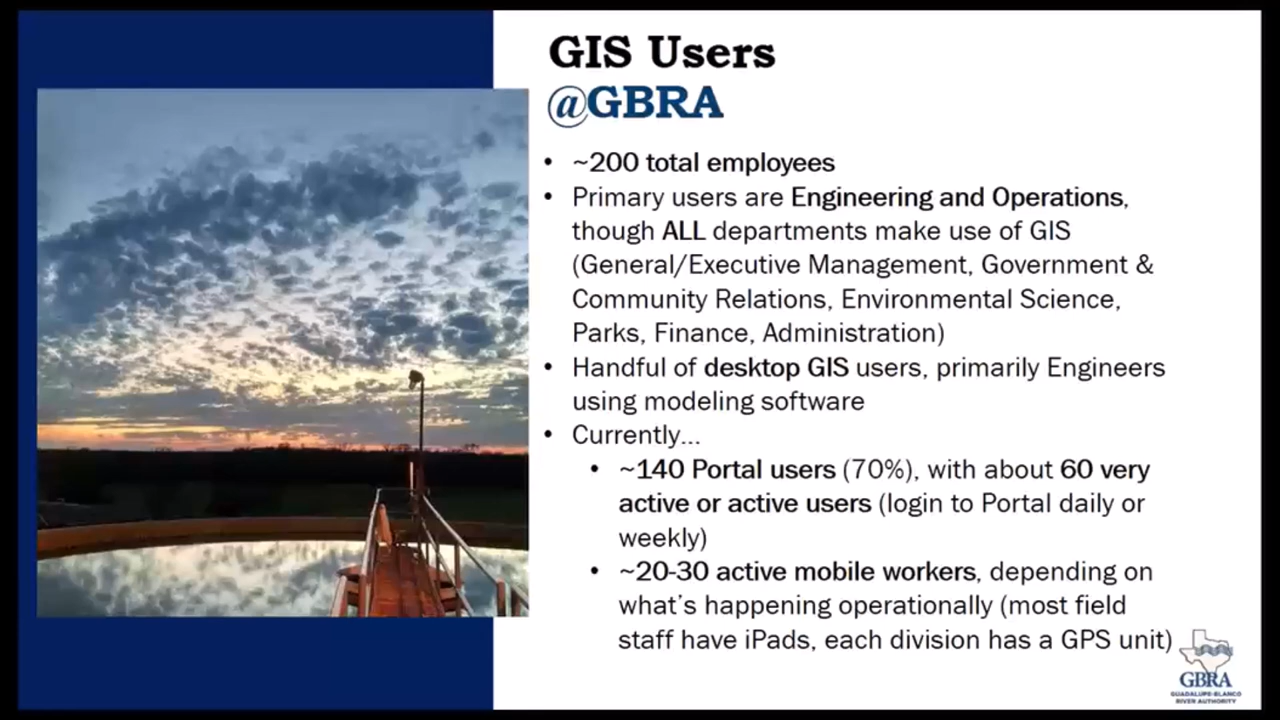 GIS Users
@GBRA
• ~200 total employees
• Primary users are Engineering and Operations,
though ALL departments make use of GIS
(General/Executive Management, Government &
Community Relations, Environmental Science,
Parks, Finance, Administration)
• Handful of desktop GIS users, primarily Engineers
using modeling software
• Currently...
• ~140 Portal users (70%), with about 60 very
active or active users (login to Portal daily or
weekly)
• ~20-30 active mobile workers, depending on
what's happening operationally (most field
staff have iPads, each division has a GPS unit)
GBRA
GUADALUPE-BLANCO
RIVER AUTHORITY